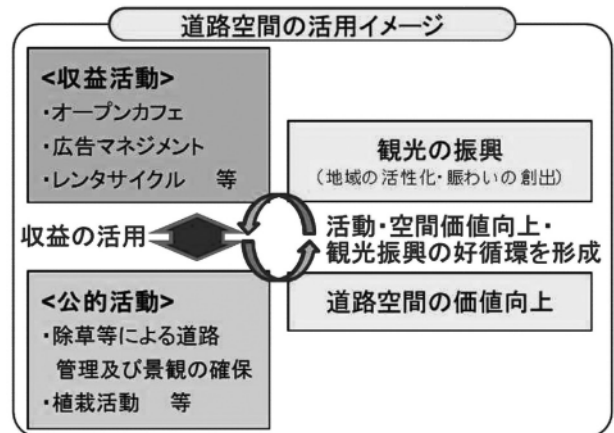 道路空間の活用イメージ
<収益活動>
・オープンカフェ
・広告マネジメント
・レンタサイクル 等
収益の活用
<公的活動>
・除草等による道路
管理及び景観の確保
・植栽活動 等
観光の振興
(地域の活性化・賑わいの創出)
活動・空間価値向上・
観光振興の好循環を形成
道路空間の価値向上